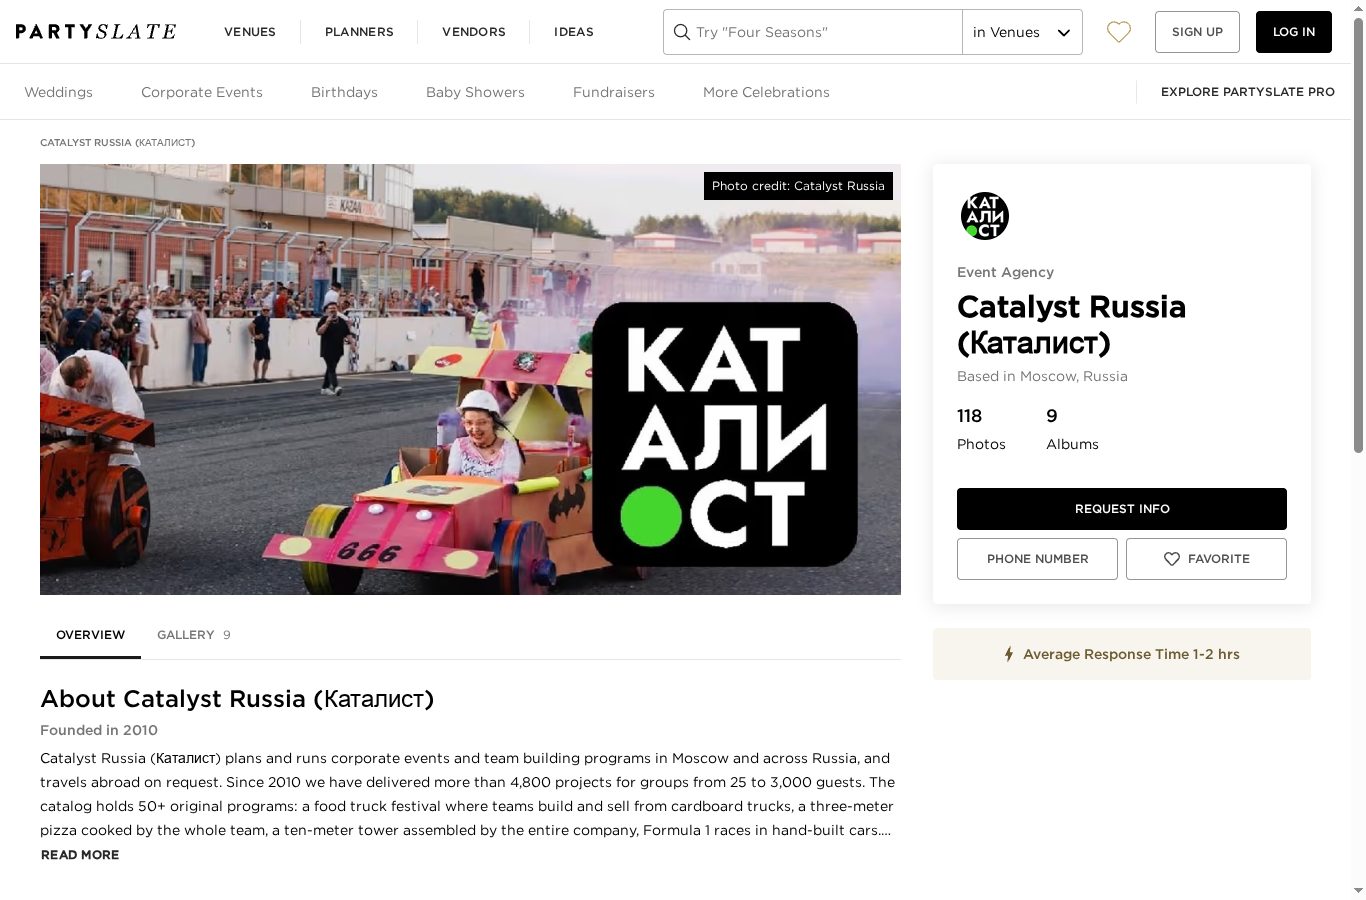 PARTYSLATE
VENUES
PLANNERS
VENDORS
IDEAS
Try "Four Seasons"
in Venues
SIGN UP
LOG IN
Weddings
Corporate Events
Birthdays
Baby Showers
Fundraisers
More Celebrations
EXPLORE PARTYSLATE PRO
CATALYST RUSSIA (КАТАЛИСТ)
Photo credit: Catalyst Russia
KAZAN
666
КАТ
АЛИ
СТ
КАТ
АЛИ
СТ
Event Agency
Catalyst Russia
(Каталист)
Based in Moscow, Russia
118
9
Photos
Albums
REQUEST INFO
PHONE NUMBER
FAVORITE
Average Response Time 1-2 hrs
OVERVIEW
GALLERY 9
About Catalyst Russia (Каталист)
Founded in 2010
Catalyst Russia (Каталист) plans and runs corporate events and team building programs in Moscow and across Russia, and
travels abroad on request. Since 2010 we have delivered more than 4,800 projects for groups from 25 to 3,000 guests. The
catalog holds 50+ original programs: a food truck festival where teams build and sell from cardboard trucks, a three-meter
pizza cooked by the whole team, a ten-meter tower assembled by the entire company, Formula 1 races in hand-built cars....
READ MORE